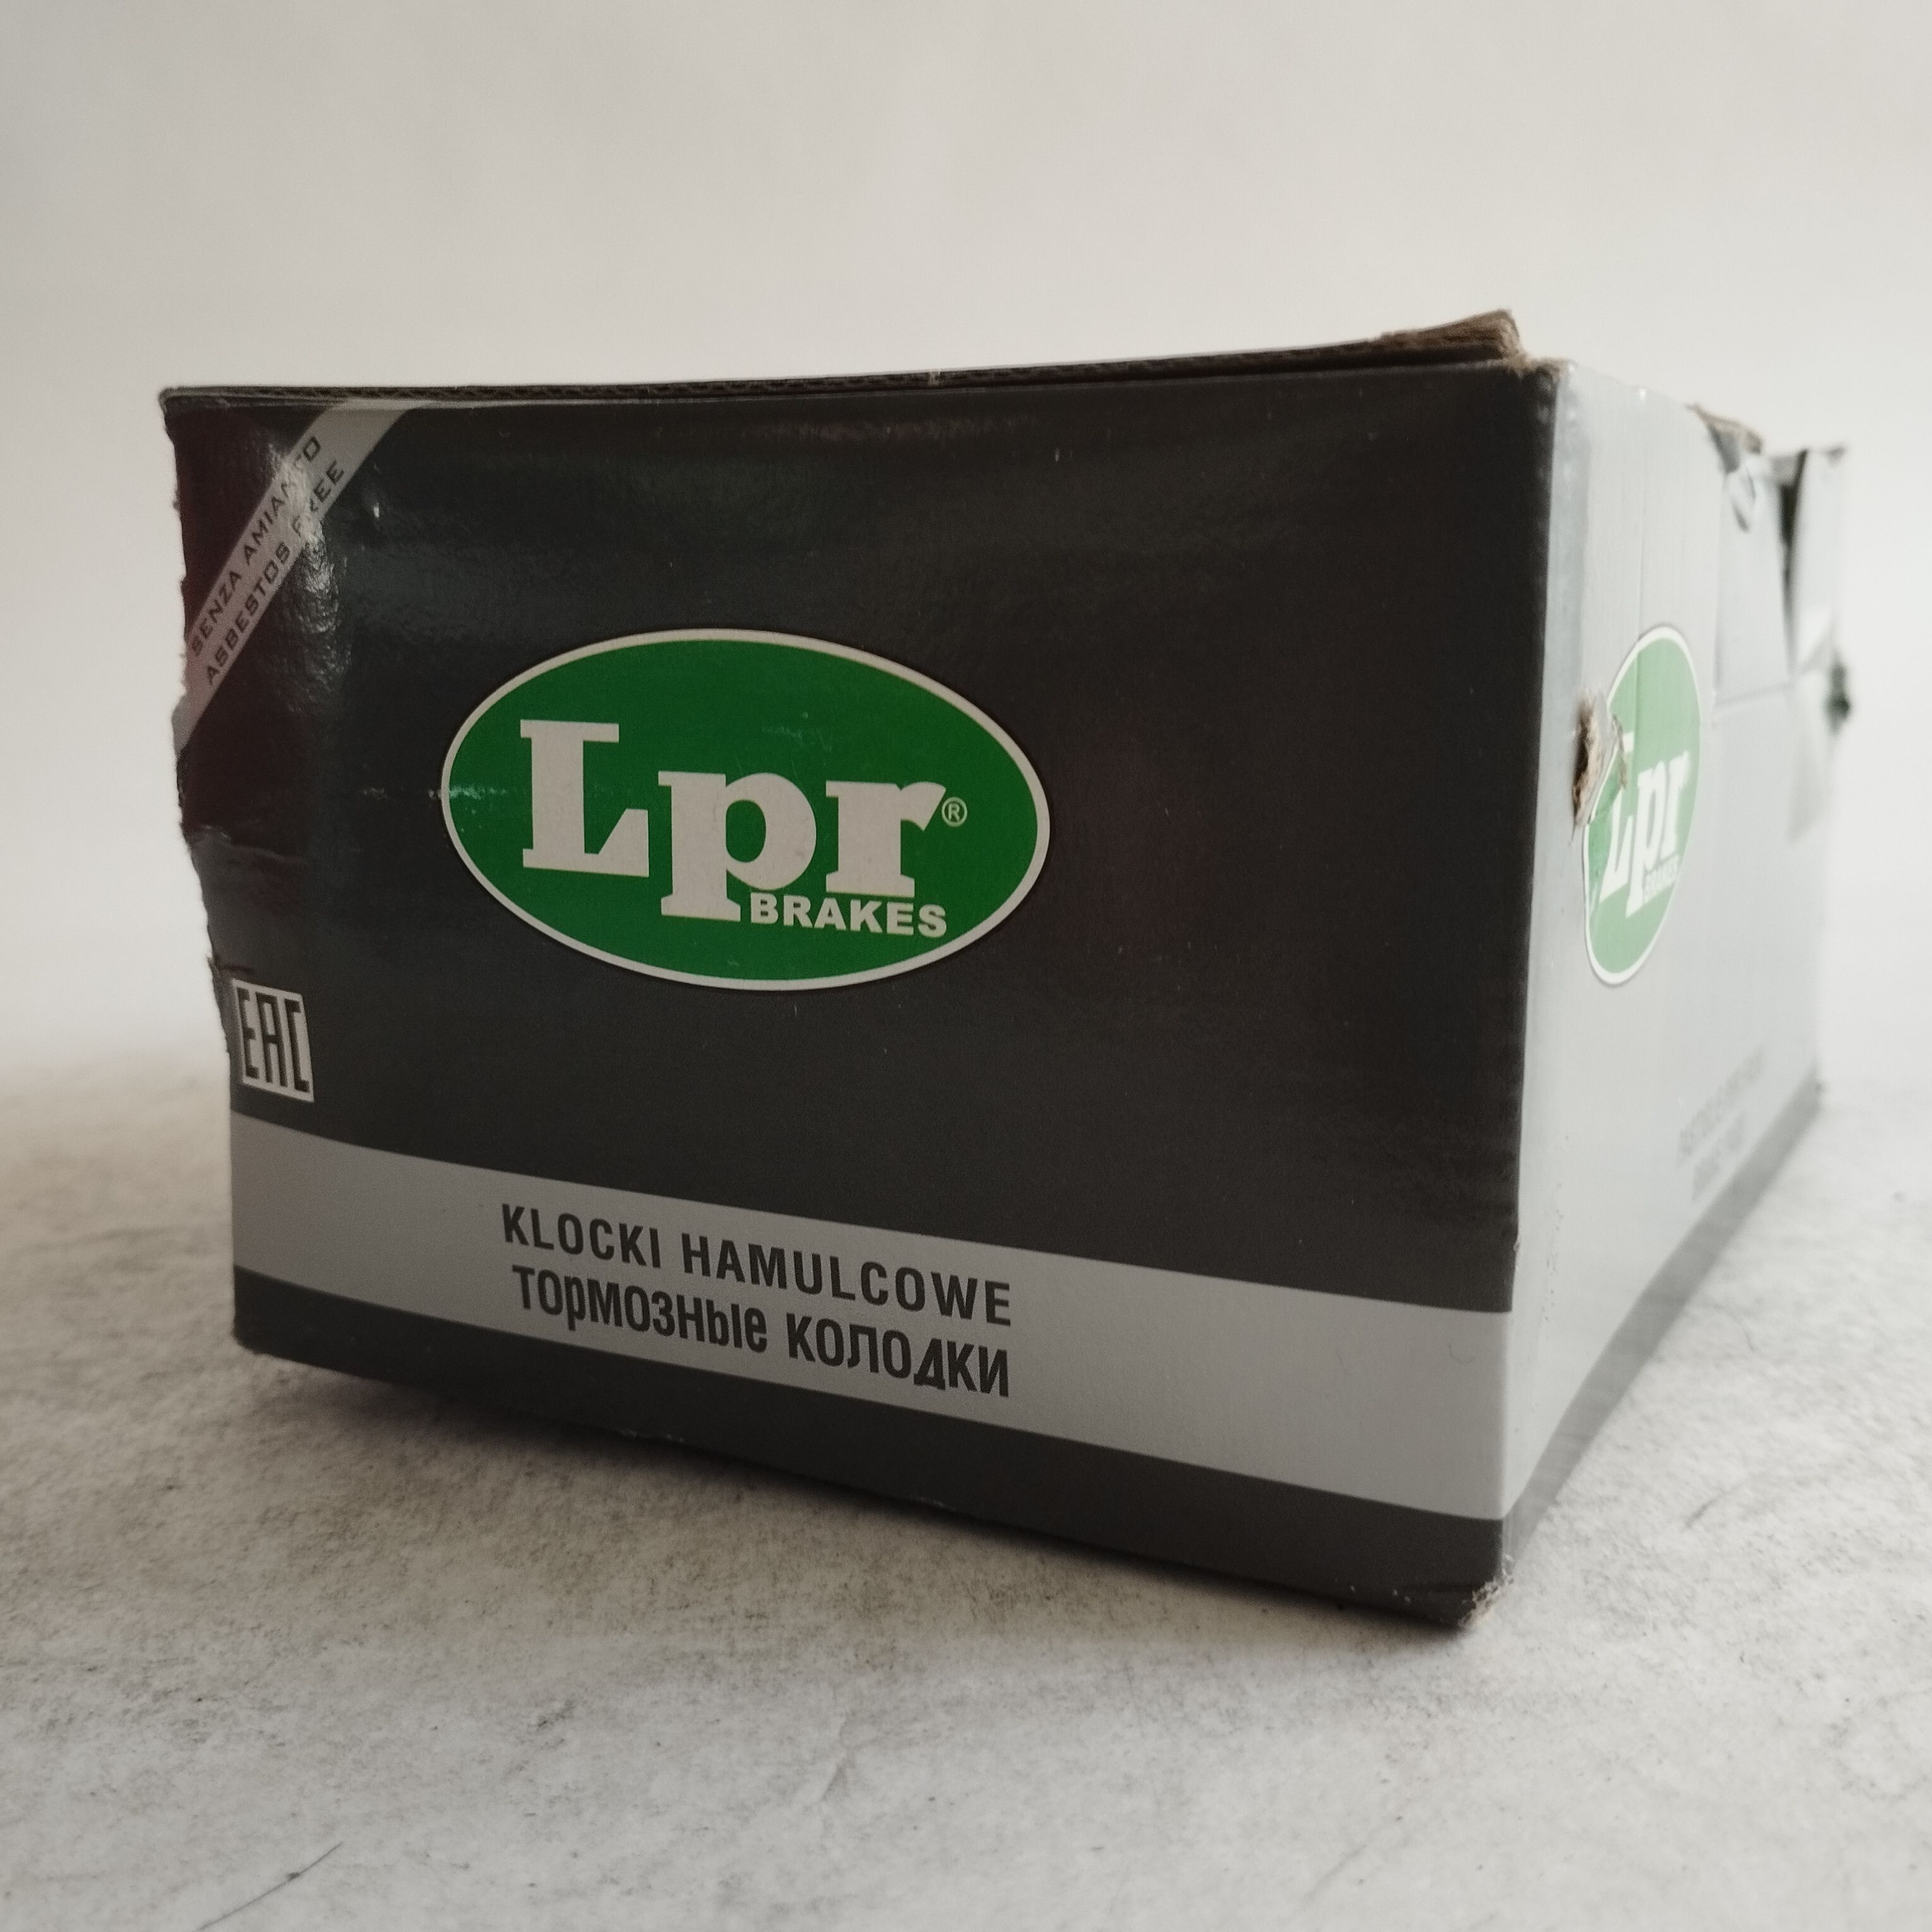 SENZA AMIANTO
ASBESTOS FREE
Lpr®
BRAKES
EAC
KLOCKI HAMULCOWE
ТОРМОЗНЫЕ КОЛОДКИ
Lpr
BRAKES